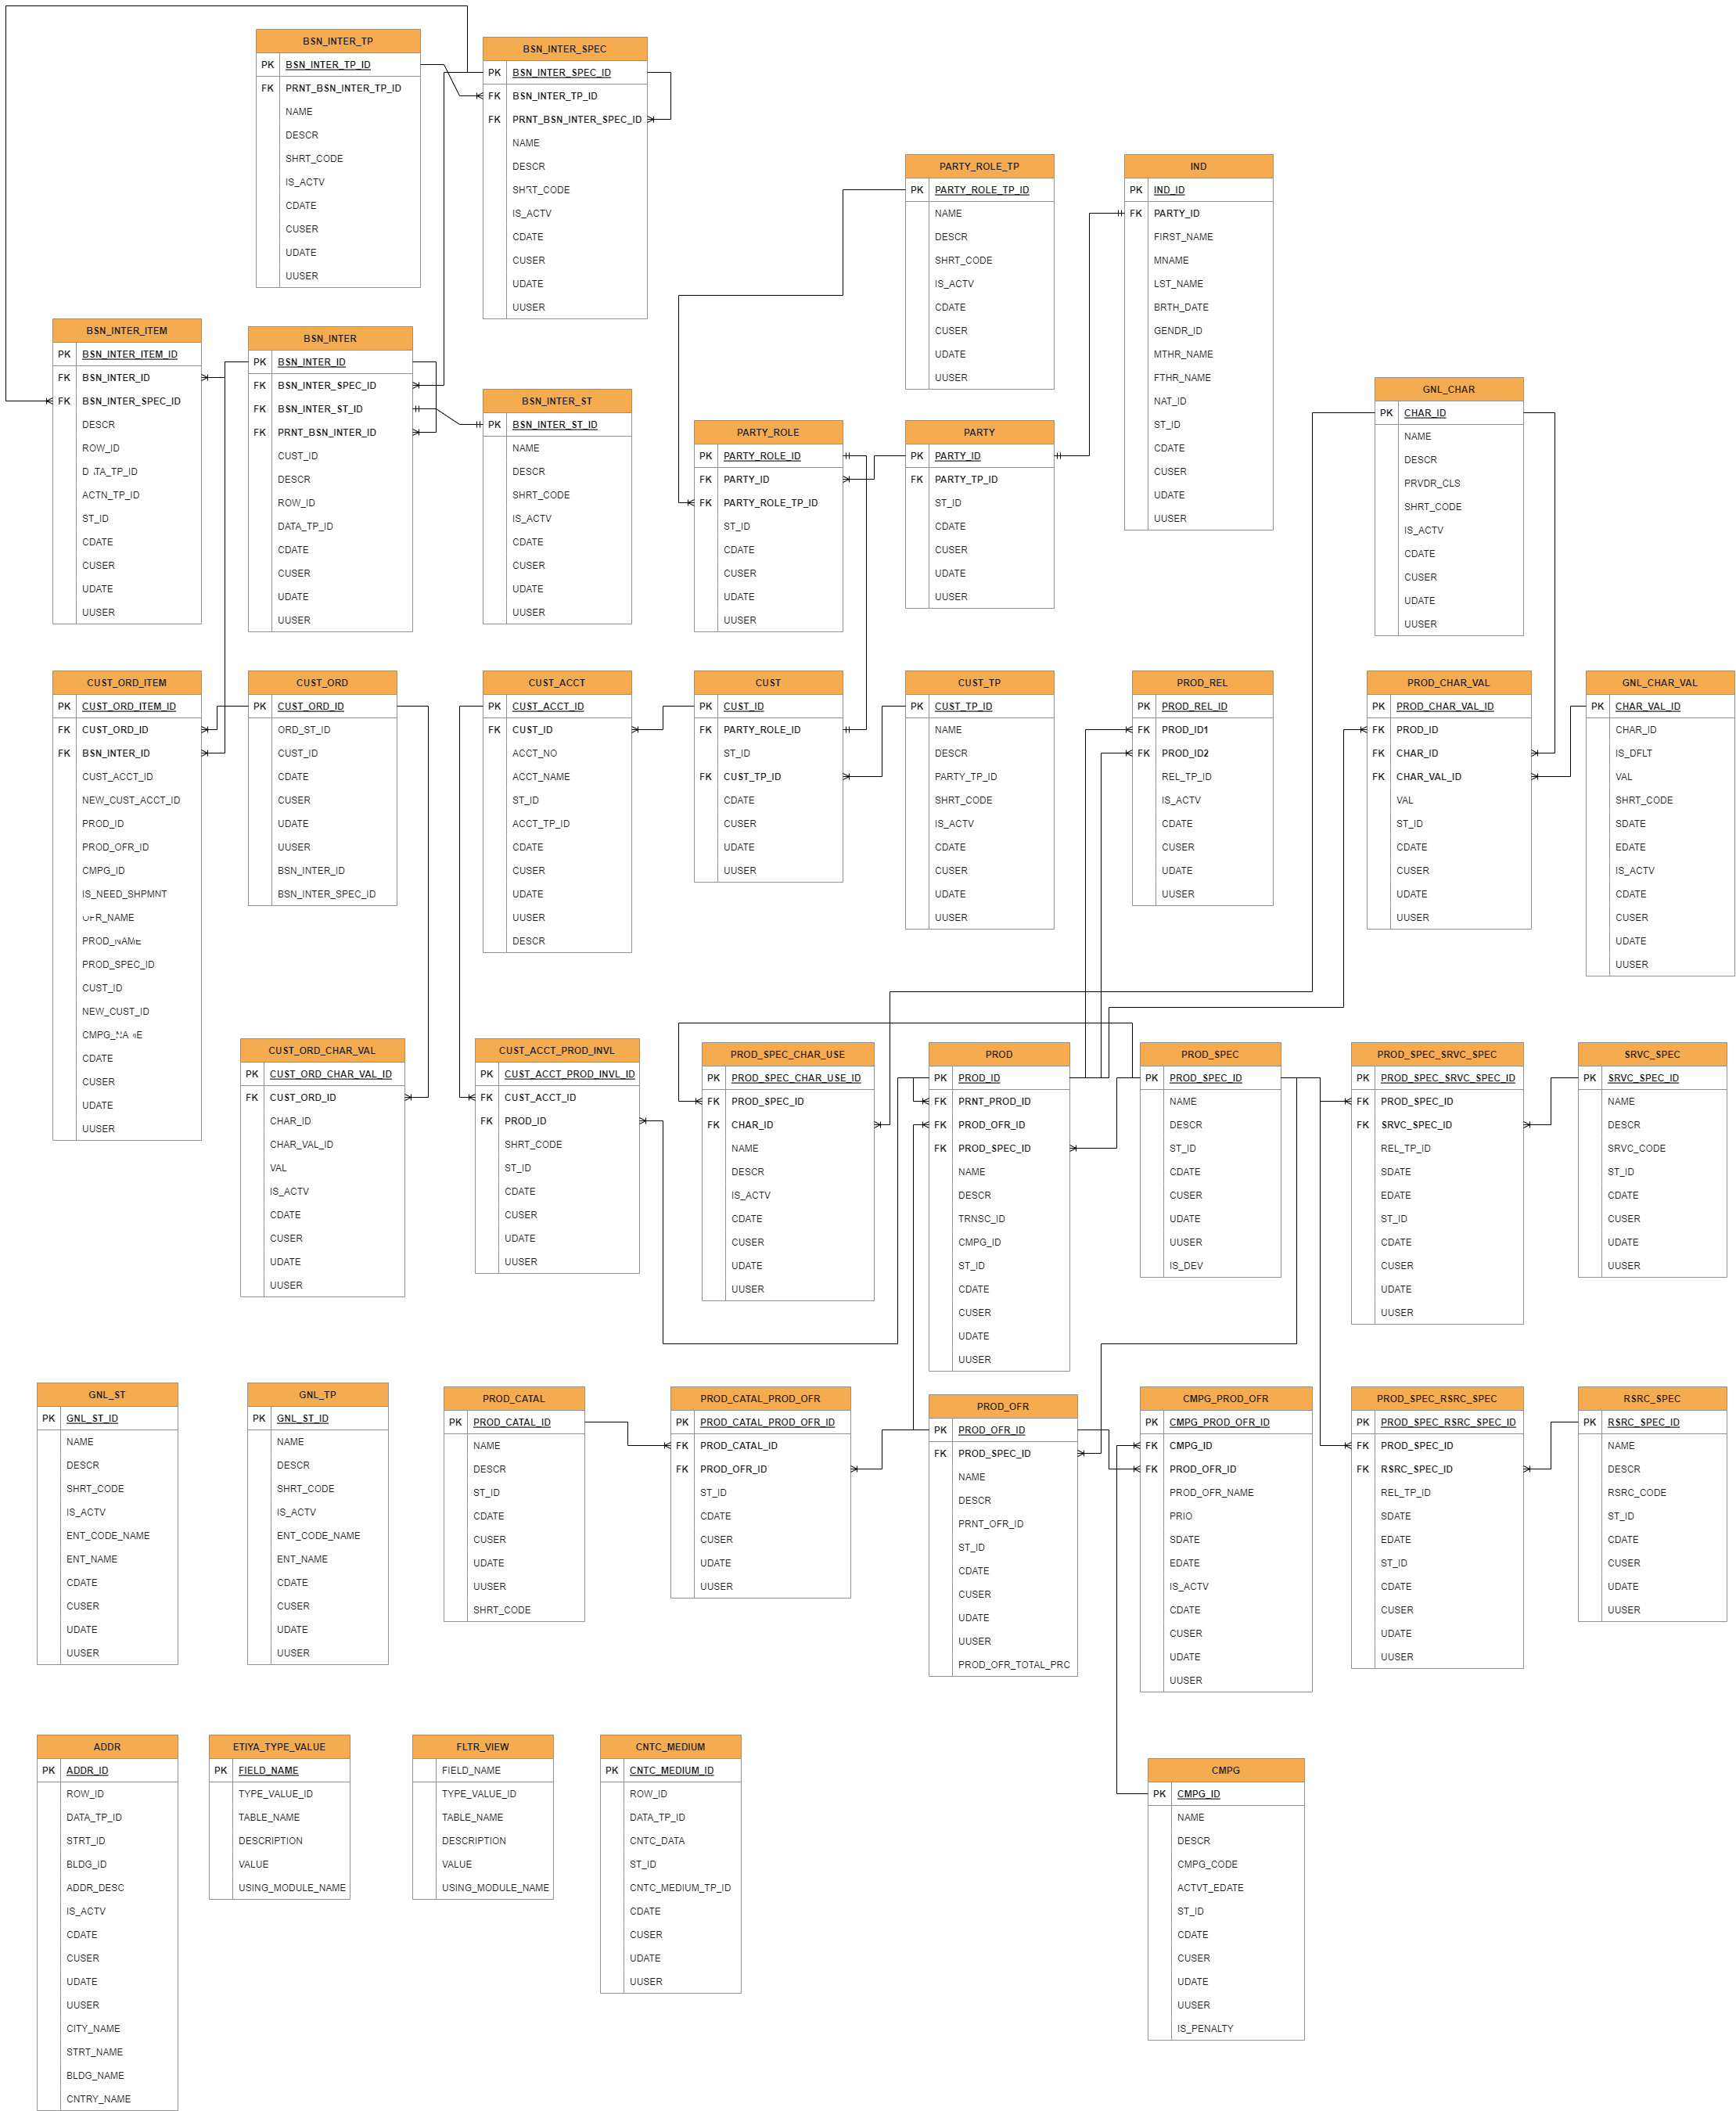 BSN_INTER_TP
PK BSN_INTER_TP_ID
FK PRNT_BSN_INTER_TP_ID
NAME
DESCR
SHRT_CODE
IS_ACTV
CDATE
CUSER
UDATE
UUSER
BSN_INTER_SPEC
PK BSN_INTER_SPEC_ID
FK BSN_INTER_TP_ID
FK PRNT_BSN_INTER_SPEC_ID
NAME
DESCR
SHRT_CODE
IS_ACTV
CDATE
CUSER
UDATE
UUSER
PARTY_ROLE_TP
PK PARTY_ROLE_TP_ID
NAME
DESCR
SHRT_CODE
IS_ACTV
CDATE
CUSER
UDATE
UUSER
IND
PK IND_ID
FK PARTY_ID
FIRST_NAME
MNAME
LST_NAME
BRTH_DATE
GENDR_ID
MTHR_NAME
FTHR_NAME
NAT_ID
ST_ID
CDATE
CUSER
UDATE
UUSER
BSN_INTER_ITEM
PK BSN_INTER_ITEM_ID
FK BSN_INTER_ID
FK BSN_INTER_SPEC_ID
DESCR
ROW_ID
DATA_TP_ID
ACTN_TP_ID
ST_ID
CDATE
CUSER
UDATE
UUSER
BSN_INTER
PK BSN_INTER_ID
FK BSN_INTER_SPEC_ID
FK BSN_INTER_ST_ID
FK PRNT_BSN_INTER_ID
CUST_ID
DESCR
ROW_ID
DATA_TP_ID
CDATE
CUSER
UDATE
UUSER
BSN_INTER_ST
PK BSN_INTER_ST_ID
NAME
DESCR
SHRT_CODE
IS_ACTV
CDATE
CUSER
UDATE
UUSER
PARTY_ROLE
PK PARTY_ROLE_ID
FK PARTY_ID
FK PARTY_ROLE_TP_ID
ST_ID
CDATE
CUSER
UDATE
UUSER
PARTY
PK PARTY_ID
FK PARTY_TP_ID
ST_ID
CDATE
CUSER
UDATE
UUSER
GNL_CHAR
PK CHAR_ID
NAME
DESCR
PRVDR_CLS
SHRT_CODE
IS_ACTV
CDATE
CUSER
UDATE
UUSER
CUST_ORD_ITEM
PK CUST_ORD_ITEM_ID
FK CUST_ORD_ID
FK BSN_INTER_ID
CUST_ACCT_ID
NEW_CUST_ACCT_ID
PROD_ID
PROD_OFR_ID
CMPG_ID
IS_NEED_SHPMNT
OFR_NAME
PROD_NAME
PROD_SPEC_ID
CUST_ID
NEW_CUST_ID
CMPG_NAME
CDATE
CUSER
UDATE
UUSER
CUST_ORD
PK CUST_ORD_ID
ORD_ST_ID
CUST_ID
CDATE
CUSER
UDATE
UUSER
BSN_INTER_ID
BSN_INTER_SPEC_ID
CUST_ACCT
PK CUST_ACCT_ID
FK CUST_ID
ACCT_NO
ACCT_NAME
ST_ID
ACCT_TP_ID
CDATE
CUSER
UDATE
UUSER
DESCR
CUST
PK CUST_ID
FK PARTY_ROLE_ID
ST_ID
FK CUST_TP_ID
CDATE
CUSER
UDATE
UUSER
CUST_TP
PK CUST_TP_ID
NAME
DESCR
PARTY_TP_ID
SHRT_CODE
IS_ACTV
CDATE
CUSER
UDATE
UUSER
PROD_REL
PK PROD_REL_ID
FK PROD_ID1
FK PROD_ID2
REL_TP_ID
IS_ACTV
CDATE
CUSER
UDATE
UUSER
PROD_CHAR_VAL
PK PROD_CHAR_VAL_ID
FK PROD_ID
FK CHAR_ID
FK CHAR_VAL_ID
VAL
ST_ID
CDATE
CUSER
UDATE
UUSER
GNL_CHAR_VAL
PK CHAR_VAL_ID
CHAR_ID
IS_DFLT
VAL
SHRT_CODE
SDATE
EDATE
IS_ACTV
CDATE
CUSER
UDATE
UUSER
CUST_ORD_CHAR_VAL
PK CUST_ORD_CHAR_VAL_ID
FK CUST_ORD_ID
CHAR_ID
CHAR_VAL_ID
VAL
IS_ACTV
CDATE
CUSER
UDATE
UUSER
CUST_ACCT_PROD_INVL
PK CUST_ACCT_PROD_INVL_ID
FK CUST_ACCT_ID
FK PROD_ID
SHRT_CODE
ST_ID
CDATE
CUSER
UDATE
UUSER
PROD_SPEC_CHAR_USE
PK PROD_SPEC_CHAR_USE_ID
FK PROD_SPEC_ID
FK CHAR_ID
NAME
DESCR
IS_ACTV
CDATE
CUSER
UDATE
UUSER
PROD
PK PROD_ID
FK PRNT_PROD_ID
FK PROD_OFR_ID
FK PROD_SPEC_ID
NAME
DESCR
TRNSC_ID
CMPG_ID
ST_ID
CDATE
CUSER
UDATE
UUSER
PROD_SPEC
PK PROD_SPEC_ID
NAME
DESCR
ST_ID
CDATE
CUSER
UDATE
UUSER
IS_DEV
PROD_SPEC_SRVC_SPEC
PK PROD_SPEC_SRVC_SPEC_ID
FK PROD_SPEC_ID
FK SRVC_SPEC_ID
REL_TP_ID
SDATE
EDATE
ST_ID
CDATE
CUSER
UDATE
UUSER
SRVC_SPEC
PK SRVC_SPEC_ID
NAME
DESCR
SRVC_CODE
ST_ID
CDATE
CUSER
UDATE
UUSER
GNL_ST
PK GNL_ST_ID
NAME
DESCR
SHRT_CODE
IS_ACTV
ENT_CODE_NAME
ENT_NAME
CDATE
CUSER
UDATE
UUSER
GNL_TP
PK GNL_ST_ID
NAME
DESCR
SHRT_CODE
IS_ACTV
ENT_CODE_NAME
ENT_NAME
CDATE
CUSER
UDATE
UUSER
PROD_CATAL
PK PROD_CATAL_ID
NAME
DESCR
ST_ID
CDATE
CUSER
UDATE
UUSER
SHRT_CODE
PROD_CATAL_PROD_OFR
PK PROD_CATAL_PROD_OFR_ID
FK PROD_CATAL_ID
FK PROD_OFR_ID
ST_ID
CDATE
CUSER
UDATE
UUSER
PROD_OFR
PK PROD_OFR_ID
FK PROD_SPEC_ID
NAME
DESCR
PRNT_OFR_ID
ST_ID
CDATE
CUSER
UDATE
UUSER
PROD_OFR_TOTAL_PRC
CMPG_PROD_OFR
PK CMPG_PROD_OFR_ID
FK CMPG_ID
FK PROD_OFR_ID
PROD_OFR_NAME
PRIO
SDATE
EDATE
IS_ACTV
CDATE
CUSER
UDATE
UUSER
PROD_SPEC_RSRC_SPEC
PK PROD_SPEC_RSRC_SPEC_ID
FK PROD_SPEC_ID
FK RSRC_SPEC_ID
REL_TP_ID
SDATE
EDATE
ST_ID
CDATE
CUSER
UDATE
UUSER
RSRC_SPEC
PK RSRC_SPEC_ID
NAME
DESCR
RSRC_CODE
ST_ID
CDATE
CUSER
UDATE
UUSER
ADDR
PK ADDR_ID
ROW_ID
DATA_TP_ID
STRT_ID
BLDG_ID
ADDR_DESC
IS_ACTV
CDATE
CUSER
UDATE
UUSER
CITY_NAME
STRT_NAME
BLDG_NAME
CNTRY_NAME
ETIYA_TYPE_VALUE
PK FIELD_NAME
TYPE_VALUE_ID
TABLE_NAME
DESCRIPTION
VALUE
USING_MODULE_NAME
FLTR_VIEW
FIELD_NAME
TYPE_VALUE_ID
TABLE_NAME
DESCRIPTION
VALUE
USING_MODULE_NAME
CNTC_MEDIUM
PK CNTC_MEDIUM_ID
ROW_ID
DATA_TP_ID
CNTC_DATA
ST_ID
CNTC_MEDIUM_TP_ID
CDATE
CUSER
UDATE
UUSER
CMPG
PK CMPG_ID
NAME
DESCR
CMPG_CODE
ACTVT_EDATE
ST_ID
CDATE
CUSER
UDATE
UUSER
IS_PENALTY